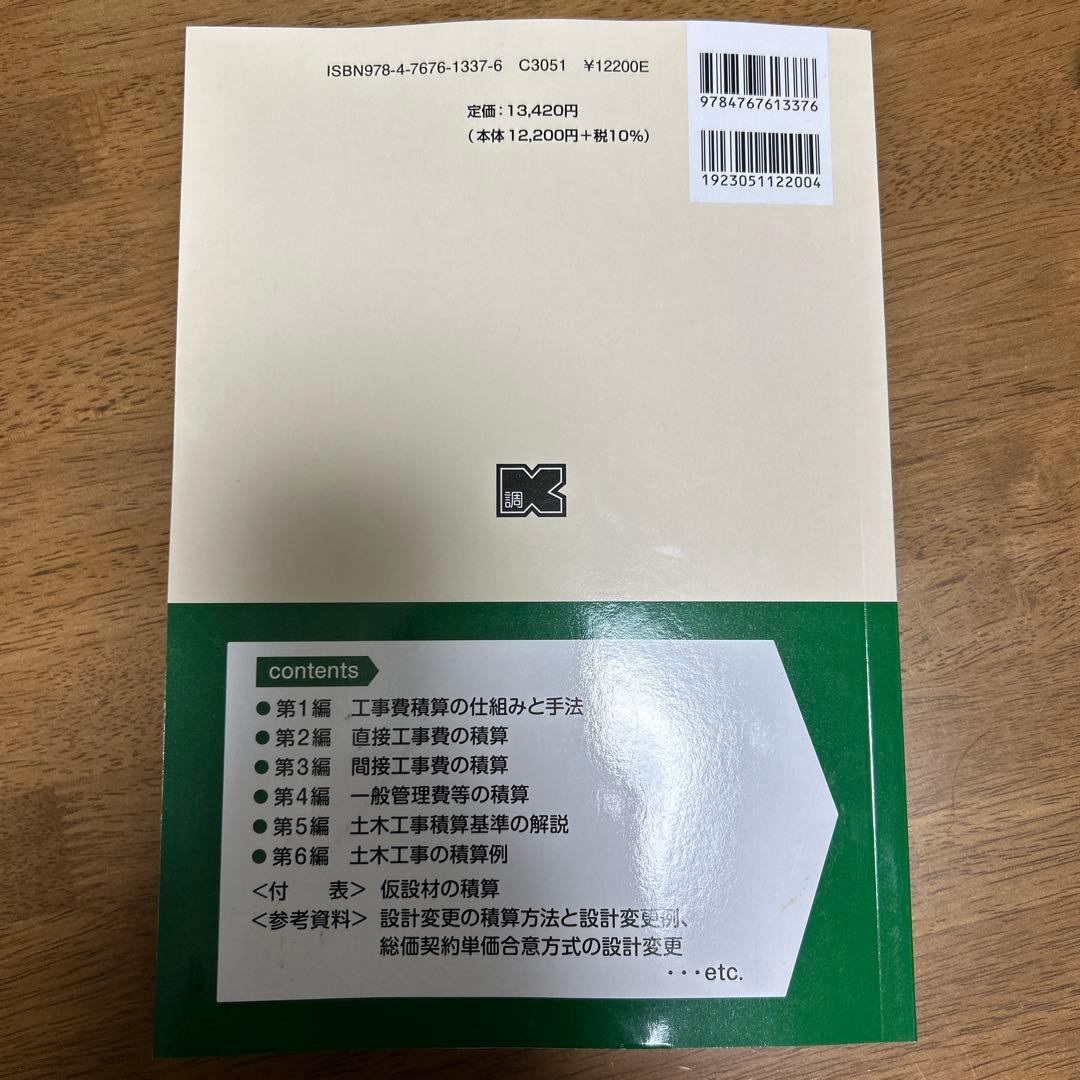 ISBN978-4-7676-1337-6 C3051 ¥12200E
定価：13,420円
（本体 12,200円＋税10%）
9784767613376
1923051122004
調
contents
●第1編 工事費積算の仕組みと手法
●第2編 直接工事費の積算
●第3編 間接工事費の積算
●第4編 一般管理費等の積算
●第5編 土木工事積算基準の解説
●第6編 土木工事の積算例
＜付 表＞ 仮設材の積算
＜参考資料＞ 設計変更の積算方法と設計変更例、
総価契約単価合意方式の設計変更
・・・etc.